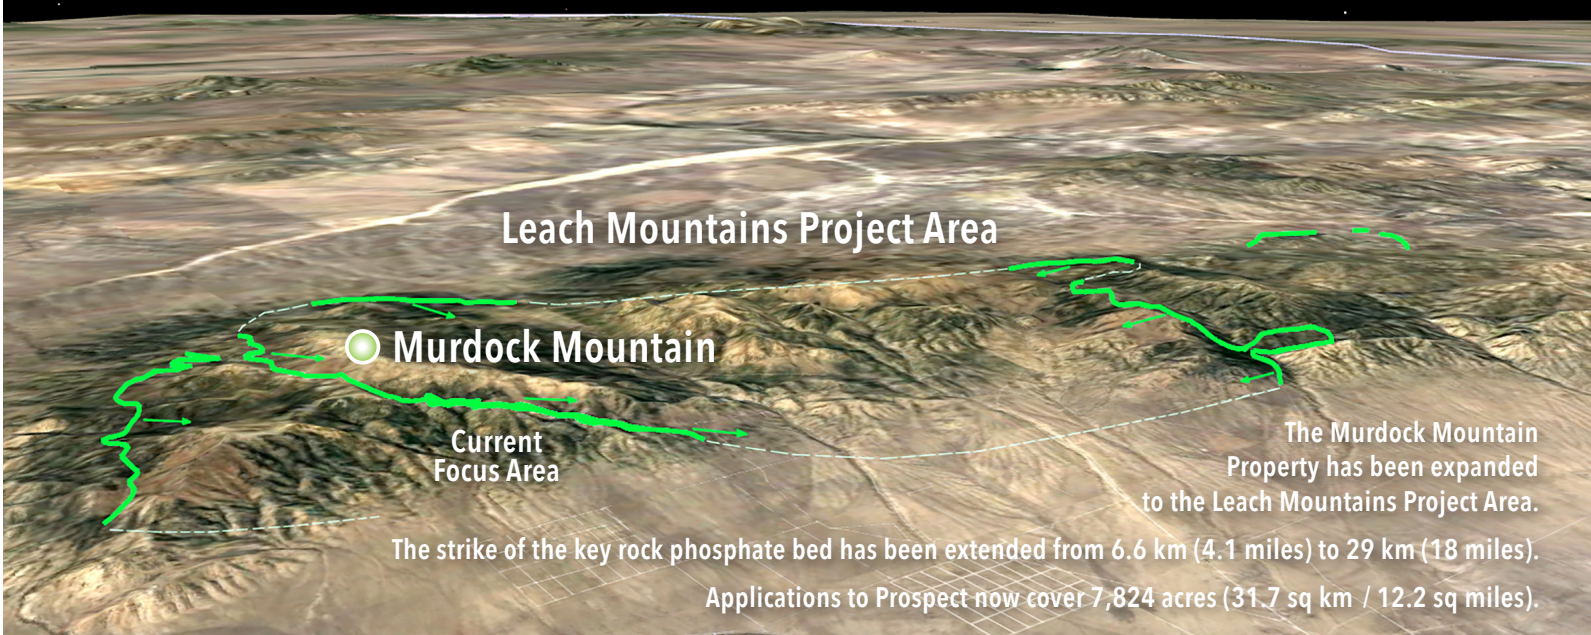 Leach Mountains Project Area
Murdock Mountain
Current
Focus Area
The Murdock Mountain
Property has been expanded
to the Leach Mountains Project Area.
The strike of the key rock phosphate bed has been extended from 6.6 km (4.1 miles) to 29 km (18 miles).
Applications to Prospect now cover 7,824 acres (31.7 sq km / 12.2 sq miles).